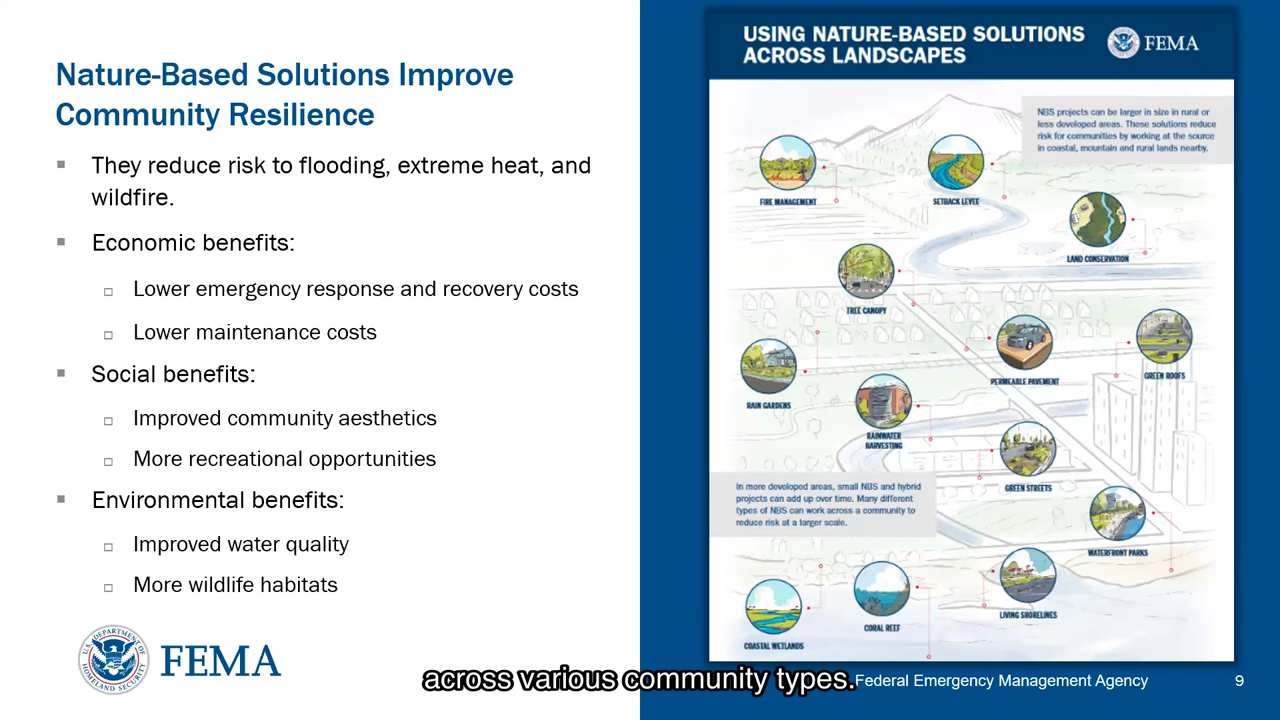 Nature-Based Solutions Improve
Community Resilience
They reduce risk to flooding, extreme heat, and
wildfire.
Economic benefits:
Lower emergency response and recovery costs
Lower maintenance costs
Social benefits:
Improved community aesthetics
More recreational opportunities
Environmental benefits:
Improved water quality
More wildlife habitats
U.S. DEPARTMENT OF
HOMELAND SECURITY
FEMA
USING NATURE-BASED SOLUTIONS
ACROSS LANDSCAPES
FEMA
NBS projects can be larger in size in rural or
less developed areas. These solutions reduce
risk for communities by working at the source
in coastal, mountain and rural lands nearby.
FIRE MANAGEMENT
SETBACK LEVEE
LAND CONSERVATION
TREE CANOPY
PERMEABLE PAVEMENT
GREEN ROOFS
RAIN GARDENS
RAINWATER
HARVESTING
GREEN STREETS
In more developed areas, small NBS and hybrid
projects can add up over time. Many different
types of NBS can work across a community to
reduce risk at a larger scale.
WATERFRONT PARKS
LIVING SHORELINES
CORAL REEF
COASTAL WETLANDS
across various community types.
Federal Emergency Management Agency
9